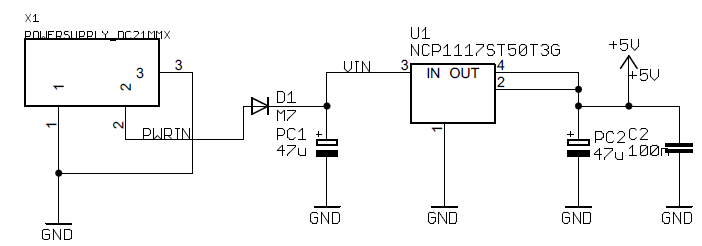 X1
POWERSUPPLY_DC21MMX
3
3
1
2
1
2
PWRIN
GND
D1
M7
VIN
+
PC1
47u
GND
U1
NCP1117ST50T3G
3
IN OUT
4
2
1
GND
+5V
+5V
+
PC2
47u
GND
C2
100n
GND